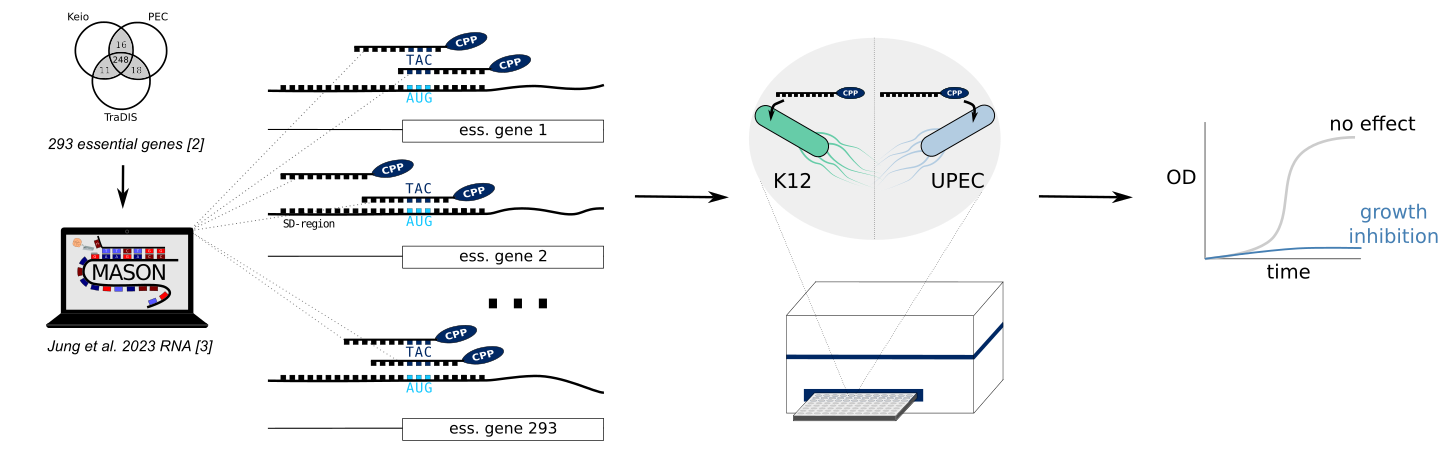 Keio
PEC
16
248
11
18
TraDIS
293 essential genes [2]
MASON
Jung et al. 2023 RNA [3]
CPP
TAC
CPP
AUG
ess. gene 1
CPP
TAC
CPP
SD-region
AUG
ess. gene 2
CPP
TAC
CPP
AUG
ess. gene 293
CPP
CPP
K12
UPEC
no effect
OD
growth
inhibition
time